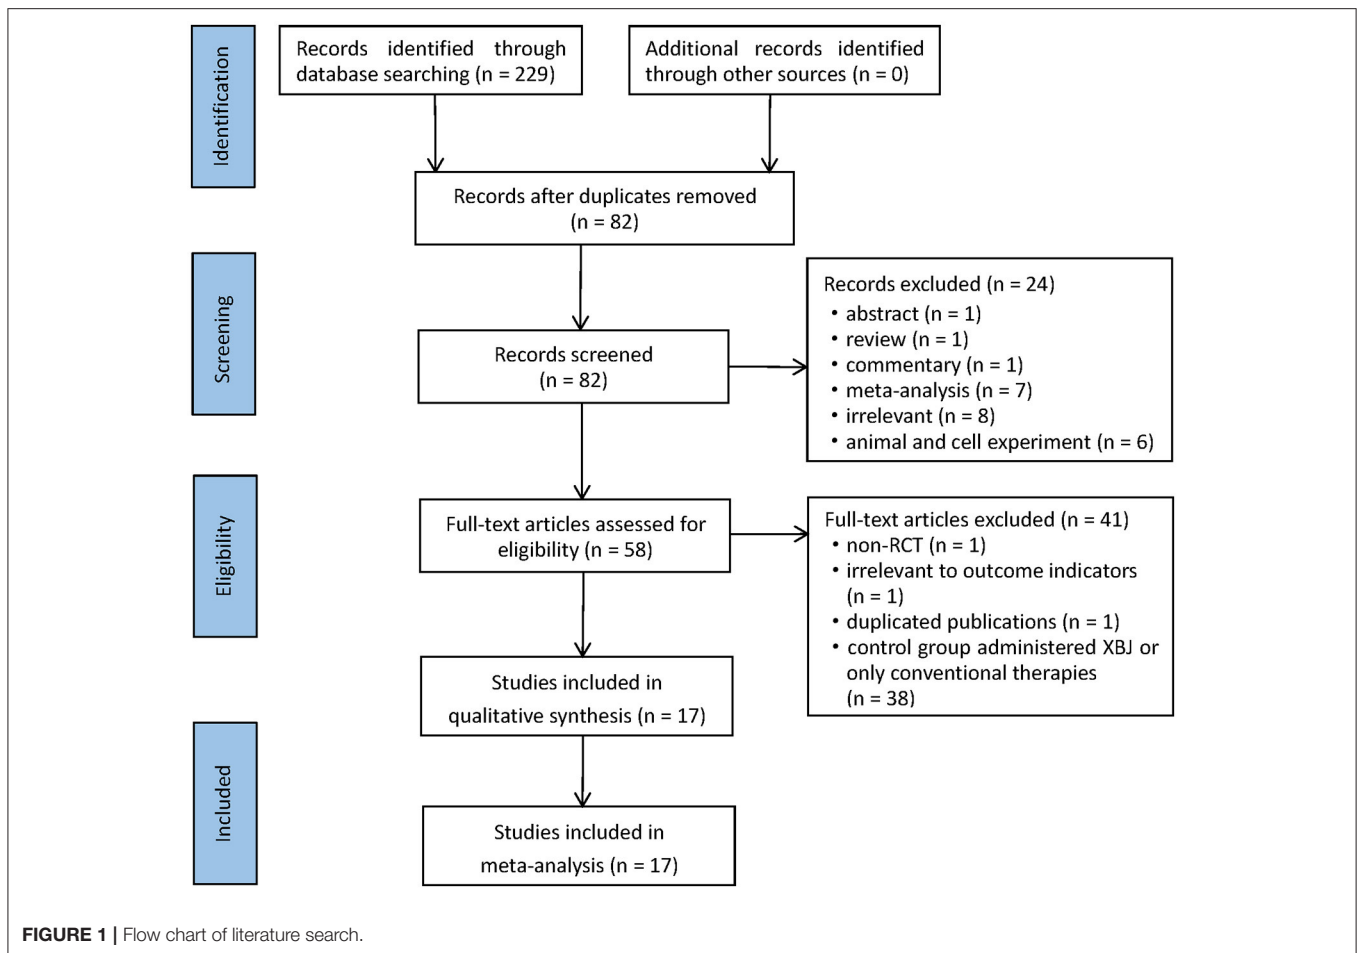 Identification
Records identified through
database searching (n = 229)
Additional records identified
through other sources (n = 0)
Records after duplicates removed
(n = 82)
Screening
Records screened
(n = 82)
Records excluded (n = 24)
• abstract (n = 1)
• review (n = 1)
• commentary (n = 1)
• meta-analysis (n = 7)
• irrelevant (n = 8)
• animal and cell experiment (n = 6)
Eligibility
Full-text articles assessed for
eligibility (n = 58)
Full-text articles excluded (n = 41)
• non-RCT (n = 1)
• irrelevant to outcome indicators
(n = 1)
• duplicated publications (n = 1)
• control group administered XBJ or
only conventional therapies
(n = 38)
Studies included in
qualitative synthesis (n = 17)
Included
Studies included in
meta-analysis (n = 17)
FIGURE 1 | Flow chart of literature search.